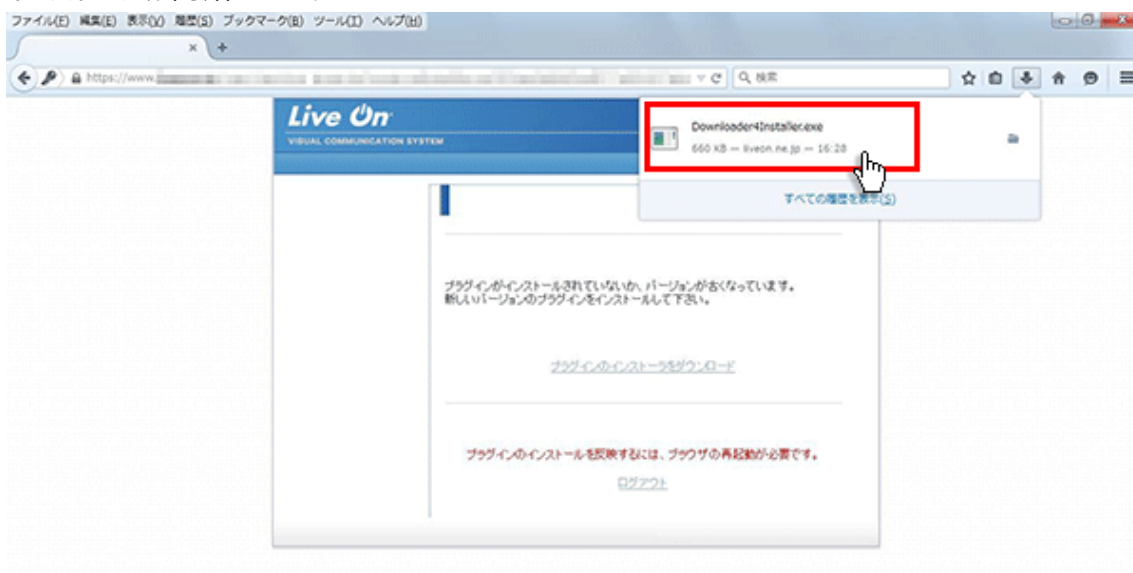 ファイル(E) 編集(E) 表示(V) 履歴(S) ブックマーク(B) ツール(T) ヘルプ(H)
https://www.
検索
Live On
VISUAL COMMUNICATION SYSTEM
Downloader4Installer.exe
660 KB — liveon.ne.jp — 16:28
すべての履歴を表示(S)
プラグインがインストールされていないか、バージョンが古くなっています。
新しいバージョンのプラグインをインストールして下さい。
プラグインのインストーラをダウンロード
プラグインのインストールを反映するには、ブラウザの再起動が必要です。
ログアウト